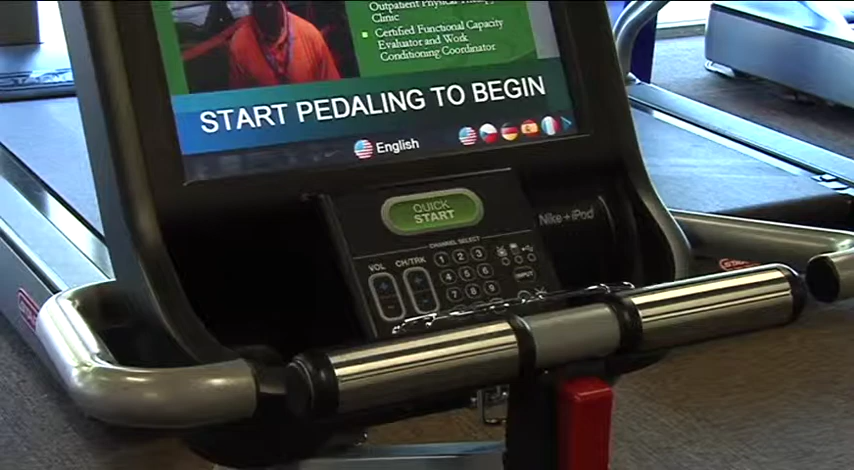 Outpatient Physical Therapy
Clinic
Certified Functional Capacity
Evaluator and Work
Conditioning Coordinator
START PEDALING TO BEGIN
English
QUICK
START
Nike + iPod
CHANNEL SELECT
VOL
CH/TRK
1 2 3
4 5 6
INPUT
7 8 9
STAR